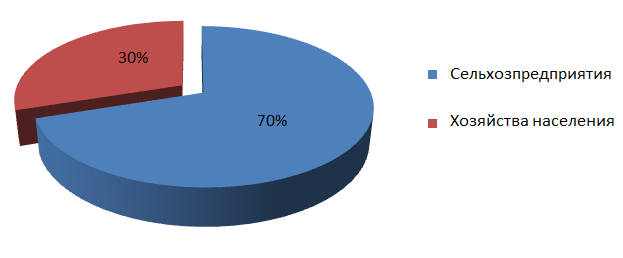 30%
70%
Сельхозпредприятия
Хозяйства населения